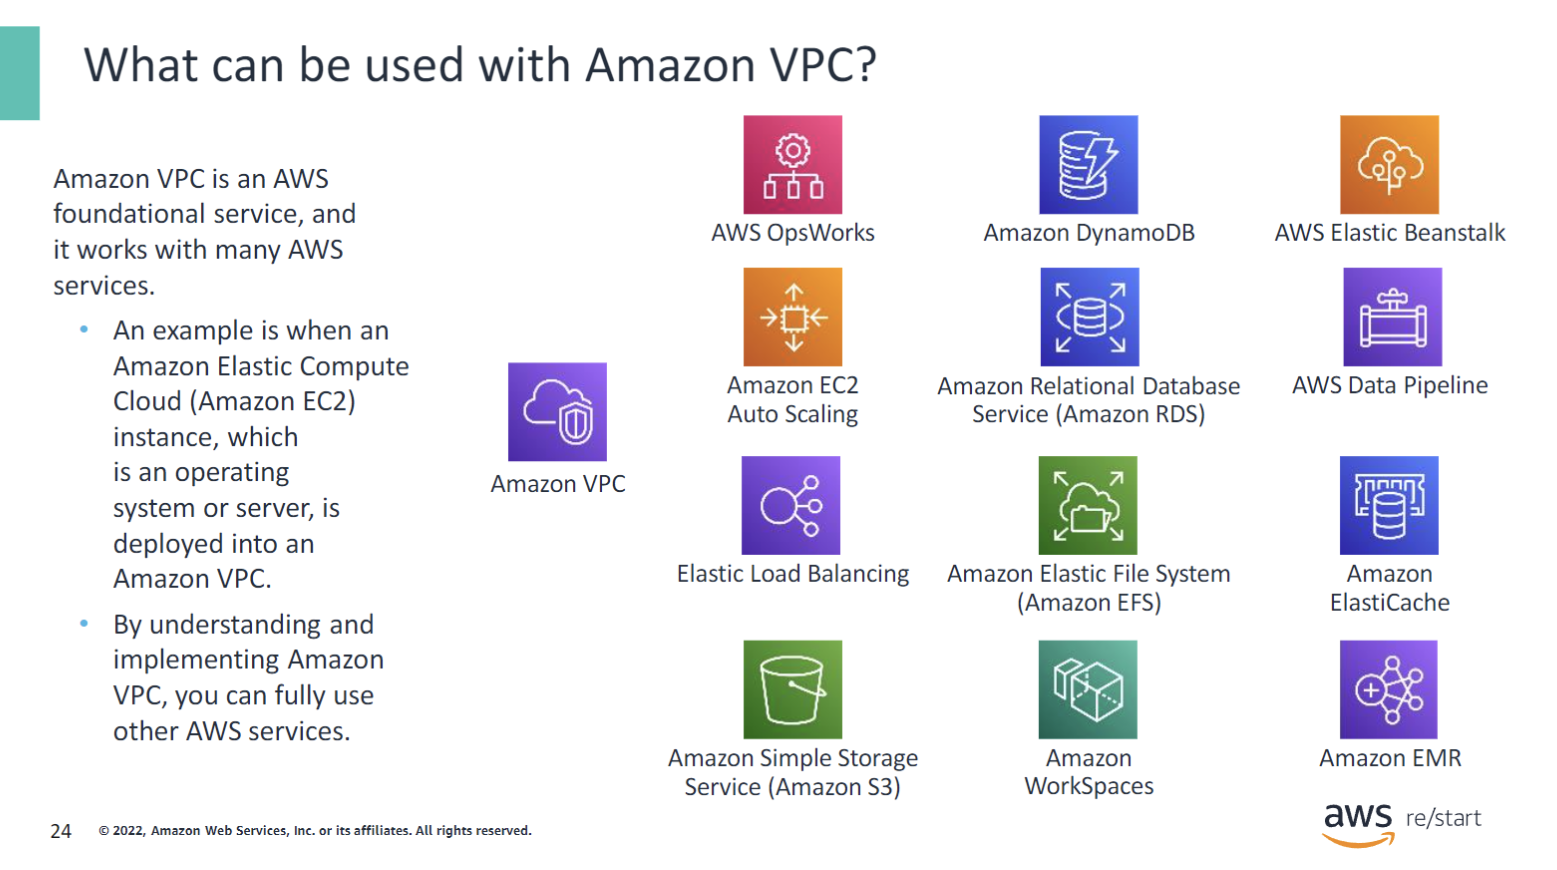 What can be used with Amazon VPC?
Amazon VPC is an AWS
foundational service, and
it works with many AWS
services.
• An example is when an
Amazon Elastic Compute
Cloud (Amazon EC2)
instance, which
is an operating
system or server, is
deployed into an
Amazon VPC.
• By understanding and
implementing Amazon
VPC, you can fully use
other AWS services.
Amazon VPC
AWS OpsWorks
Amazon DynamoDB
AWS Elastic Beanstalk
Amazon EC2
Auto Scaling
Amazon Relational Database
Service (Amazon RDS)
AWS Data Pipeline
Elastic Load Balancing
Amazon Elastic File System
(Amazon EFS)
Amazon
ElastiCache
Amazon Simple Storage
Service (Amazon S3)
Amazon
WorkSpaces
Amazon EMR
24 © 2022, Amazon Web Services, Inc. or its affiliates. All rights reserved.
aws re/start